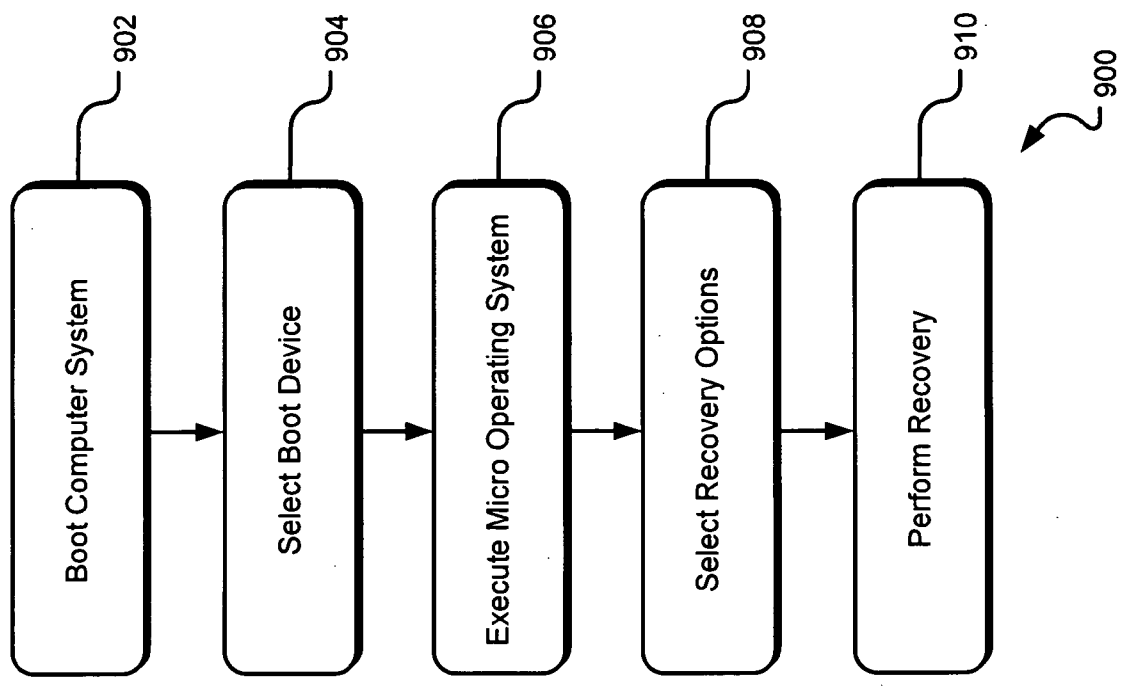 Boot Computer System
902
Select Boot Device
904
Execute Micro Operating System
906
Select Recovery Options
908
Perform Recovery
910
900